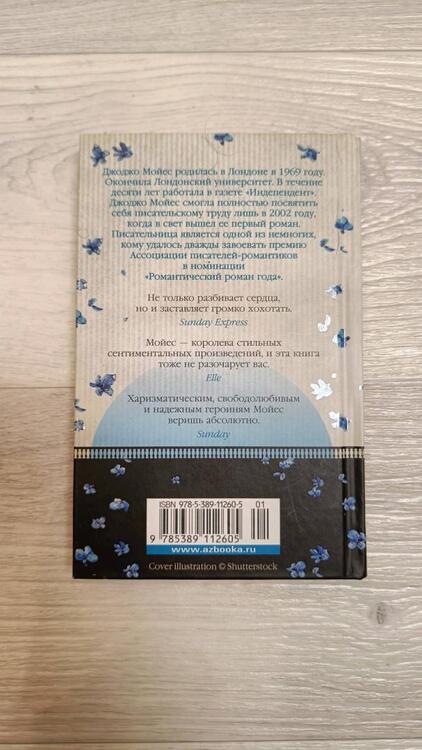 Джоджо Мойес родилась в Лондоне в 1969 году.
Окончила Лондонский университет. В течение
десяти лет работала в газете «Индепендент».
Джоджо Мойес смогла полностью посвятить
себя писательскому труду лишь в 2002 году,
когда в свет вышел ее первый роман.
Писательница является одной из немногих,
кому удалось дважды завоевать премию
Ассоциации писателей-романтиков
в номинации
«Романтический роман года».
Не только разбивает сердца,
но и заставляет громко хохотать.
Sunday Express
Мойес — королева стильных
сентиментальных произведений, и эта книга
тоже не разочарует вас.
Elle
Харизматическим, свободолюбивым
и надежным героиням Мойес
веришь абсолютно.
Sunday
ISBN 978-5-389-11260-5 01
9 785389 112605
www.azbooka.ru
Cover illustration © Shutterstock